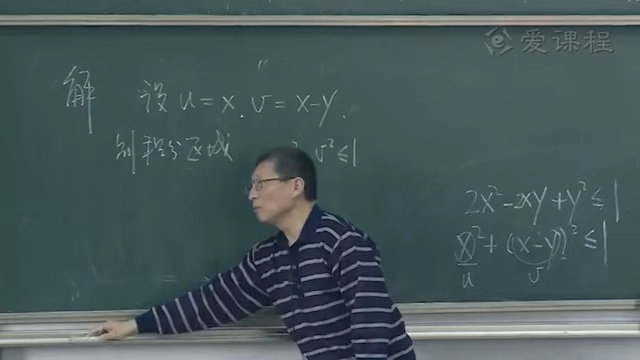 爱课程
解 设 u = x, v = x-y.
则积分区域 v² ≤ 1
2x² - 2xy + y² ≤ 1
x² + (x-y)² ≤ 1
u v